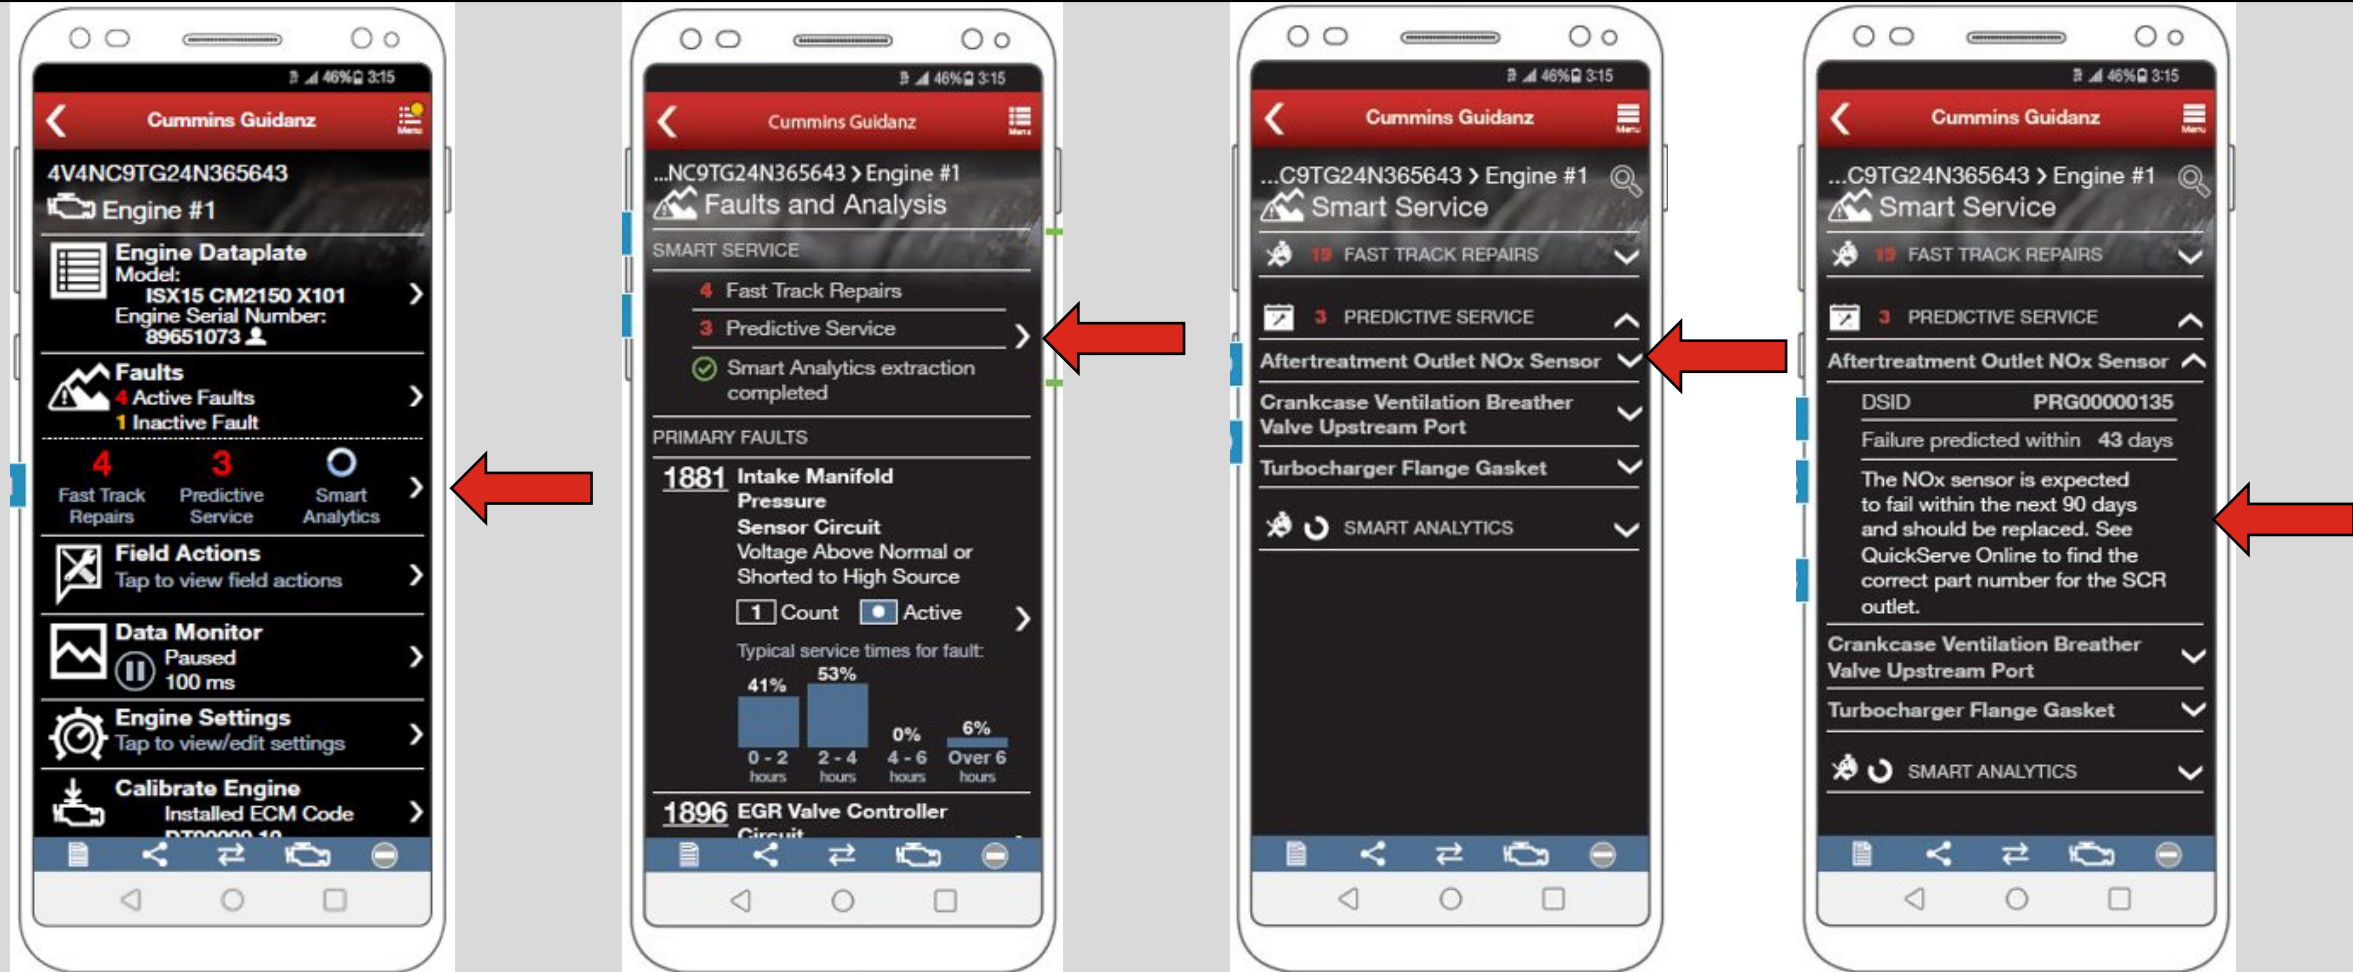 46% 3:15
Cummins Guidanz
Menu
4V4NC9TG24N365643
Engine #1
Engine Dataplate
Model:
ISX15 CM2150 X101
Engine Serial Number:
89651073
Faults
4 Active Faults
1 Inactive Fault
4 3
Fast Track Predictive Smart
Repairs Service Analytics
Field Actions
Tap to view field actions
Data Monitor
Paused
100 ms
Engine Settings
Tap to view/edit settings
Calibrate Engine
Installed ECM Code
46% 3:15
Cummins Guidanz
Menu
...NC9TG24N365643 > Engine #1
Faults and Analysis
SMART SERVICE
4 Fast Track Repairs
3 Predictive Service
Smart Analytics extraction
completed
PRIMARY FAULTS
1881 Intake Manifold
Pressure
Sensor Circuit
Voltage Above Normal or
Shorted to High Source
1 Count Active
Typical service times for fault:
41% 53% 0% 6%
0 - 2 2 - 4 4 - 6 Over 6
hours hours hours hours
1896 EGR Valve Controller
Circuit
46% 3:15
Cummins Guidanz
Menu
...C9TG24N365643 > Engine #1
Smart Service
19 FAST TRACK REPAIRS
3 PREDICTIVE SERVICE
Aftertreatment Outlet NOx Sensor
Crankcase Ventilation Breather
Valve Upstream Port
Turbocharger Flange Gasket
SMART ANALYTICS
46% 3:15
Cummins Guidanz
Menu
...C9TG24N365643 > Engine #1
Smart Service
19 FAST TRACK REPAIRS
3 PREDICTIVE SERVICE
Aftertreatment Outlet NOx Sensor
DSID PRG00000135
Failure predicted within 43 days
The NOx sensor is expected
to fail within the next 90 days
and should be replaced. See
QuickServe Online to find the
correct part number for the SCR
outlet.
Crankcase Ventilation Breather
Valve Upstream Port
Turbocharger Flange Gasket
SMART ANALYTICS